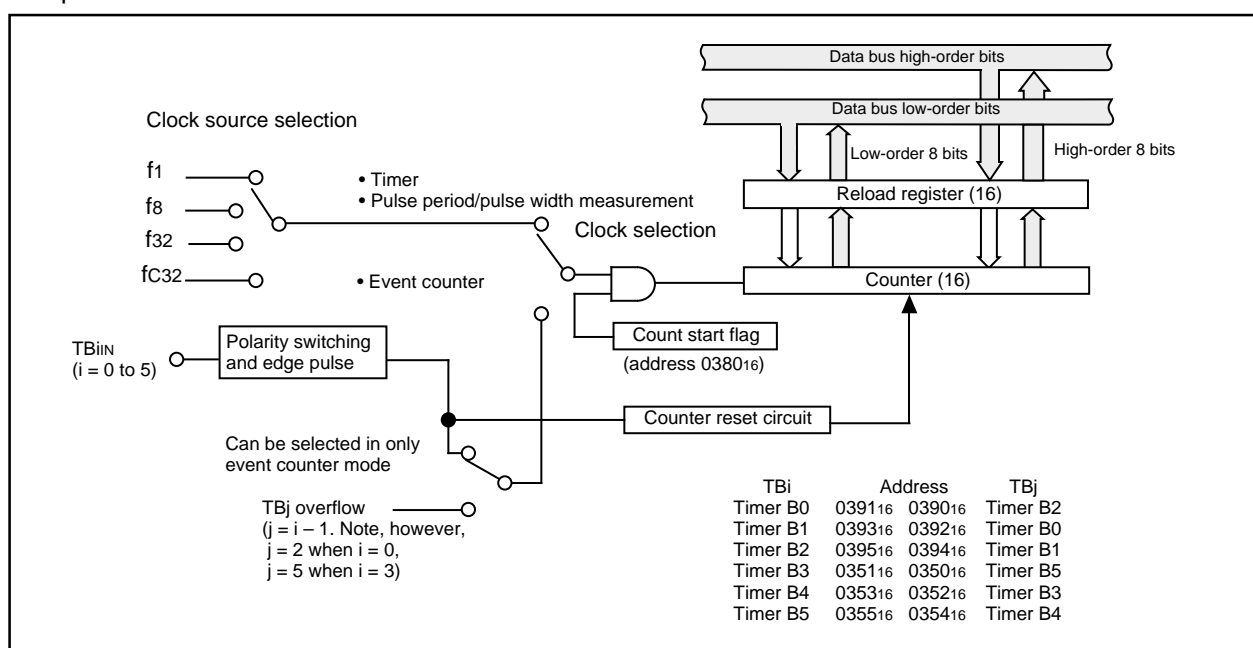 Data bus high-order bits
Data bus low-order bits
Clock source selection
Low-order 8 bits
High-order 8 bits
f1
• Timer
f8
• Pulse period/pulse width measurement
Reload register (16)
Clock selection
f32
fC32
• Event counter
Counter (16)
TBiIN
(i = 0 to 5)
Polarity switching
and edge pulse
Count start flag
(address 038016)
Counter reset circuit
Can be selected in only
event counter mode
TBj overflow
(j = i – 1. Note, however,
j = 2 when i = 0,
j = 5 when i = 3)
TBi Address TBj
Timer B0 039116 039016 Timer B2
Timer B1 039316 039216 Timer B0
Timer B2 039516 039416 Timer B1
Timer B3 035116 035016 Timer B5
Timer B4 035316 035216 Timer B3
Timer B5 035516 035416 Timer B4